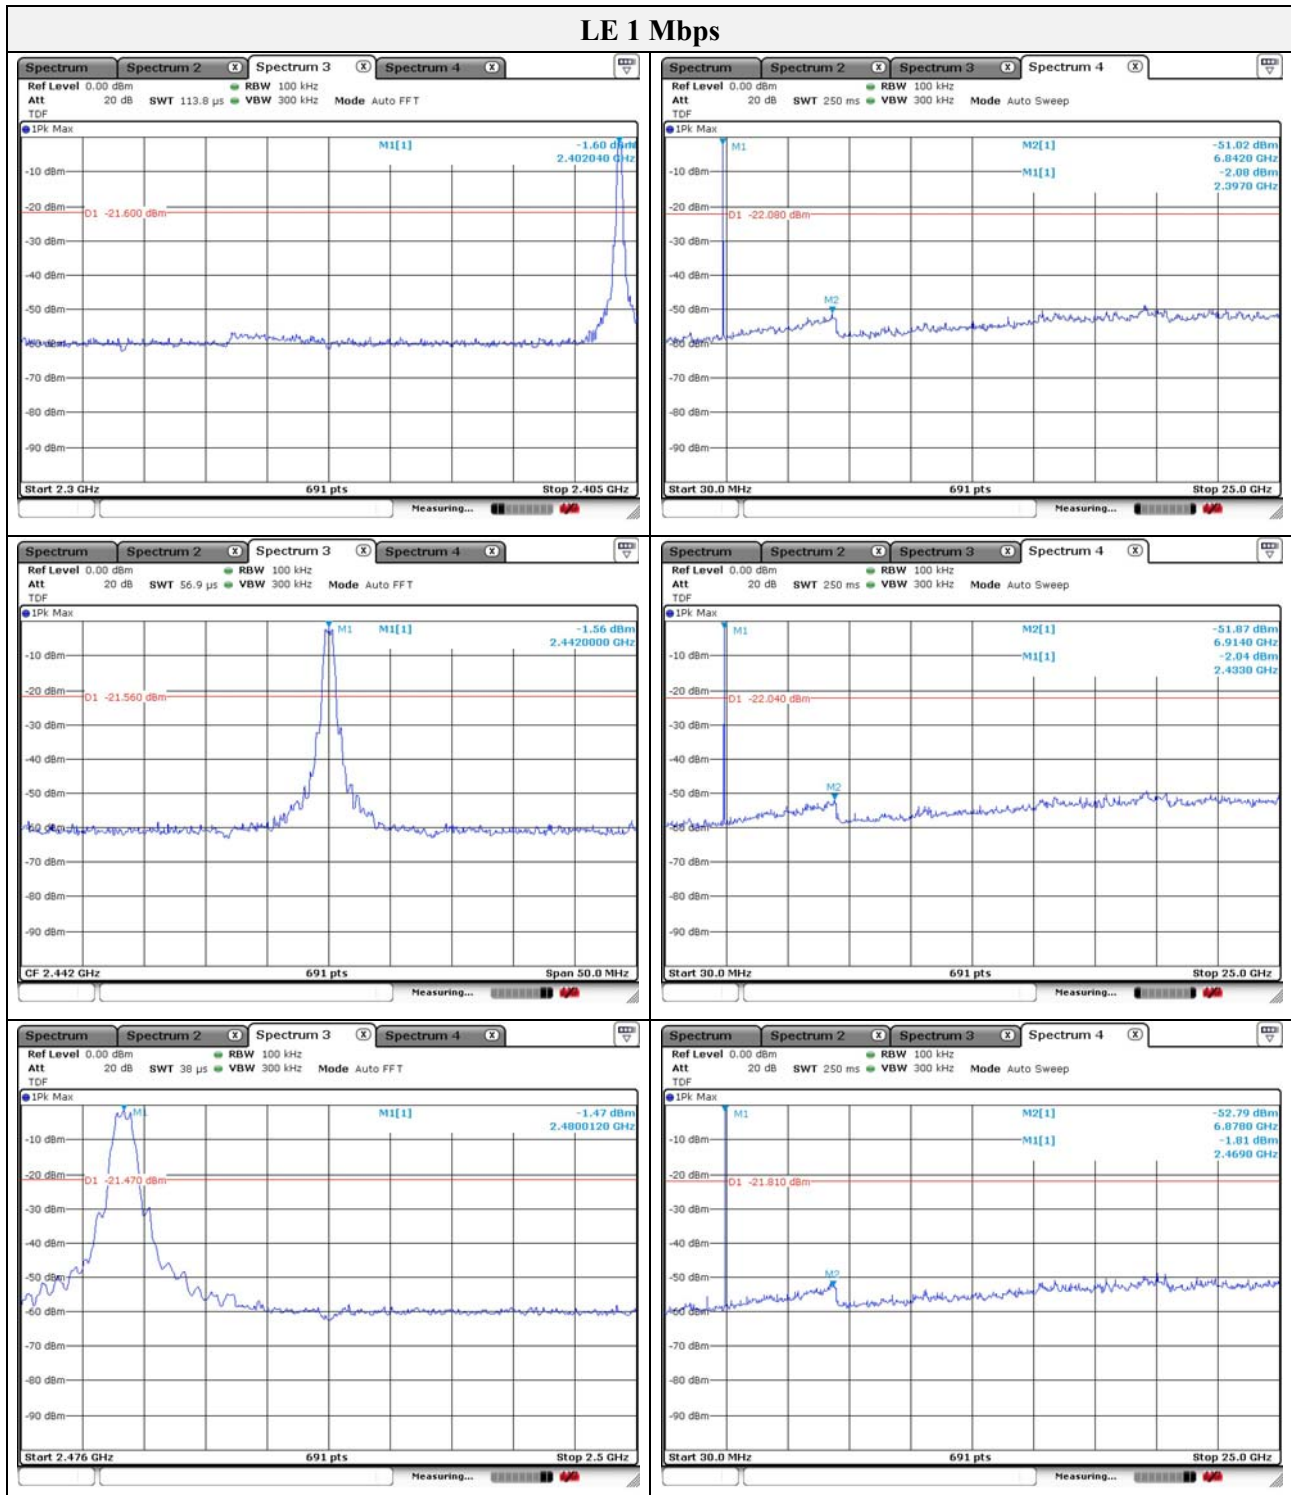 LE 1 Mbps
Spectrum Spectrum 2 X Spectrum 3 X Spectrum 4 X
Ref Level 0.00 dBm RBW 100 kHz
Att 20 dB SWT 113.8 µs VBW 300 kHz Mode Auto FFT
TDF
1Pk Max
M1[1] -1.60 dBm
2.402040 GHz
-10 dBm
-20 dBm
D1 -21.600 dBm
-30 dBm
-40 dBm
-50 dBm
-60 dBm
-70 dBm
-80 dBm
-90 dBm
Start 2.3 GHz 691 pts Stop 2.405 GHz
Measuring...
Spectrum Spectrum 2 X Spectrum 3 X Spectrum 4 X
Ref Level 0.00 dBm RBW 100 kHz
Att 20 dB SWT 250 ms VBW 300 kHz Mode Auto Sweep
TDF
1Pk Max
M1 M2[1] -51.02 dBm
6.8420 GHz
-10 dBm M1[1] -2.08 dBm
2.3970 GHz
-20 dBm
D1 -22.080 dBm
-30 dBm
-40 dBm
-50 dBm
M2
-60 dBm
-70 dBm
-80 dBm
-90 dBm
Start 30.0 MHz 691 pts Stop 25.0 GHz
Measuring...
Spectrum Spectrum 2 X Spectrum 3 X Spectrum 4 X
Ref Level 0.00 dBm RBW 100 kHz
Att 20 dB SWT 56.9 µs VBW 300 kHz Mode Auto FFT
TDF
1Pk Max
M1 M1[1] -1.56 dBm
2.4420000 GHz
-10 dBm
-20 dBm
D1 -21.560 dBm
-30 dBm
-40 dBm
-50 dBm
-60 dBm
-70 dBm
-80 dBm
-90 dBm
CF 2.442 GHz 691 pts Span 50.0 MHz
Measuring...
Spectrum Spectrum 2 X Spectrum 3 X Spectrum 4 X
Ref Level 0.00 dBm RBW 100 kHz
Att 20 dB SWT 250 ms VBW 300 kHz Mode Auto Sweep
TDF
1Pk Max
M1 M2[1] -51.87 dBm
6.9140 GHz
-10 dBm M1[1] -2.04 dBm
2.4330 GHz
-20 dBm
D1 -22.040 dBm
-30 dBm
-40 dBm
M2
-50 dBm
-60 dBm
-70 dBm
-80 dBm
-90 dBm
Start 30.0 MHz 691 pts Stop 25.0 GHz
Measuring...
Spectrum Spectrum 2 X Spectrum 3 X Spectrum 4 X
Ref Level 0.00 dBm RBW 100 kHz
Att 20 dB SWT 38 µs VBW 300 kHz Mode Auto FFT
TDF
1Pk Max
M1 M1[1] -1.47 dBm
2.4800120 GHz
-10 dBm
-20 dBm
D1 -21.470 dBm
-30 dBm
-40 dBm
-50 dBm
-60 dBm
-70 dBm
-80 dBm
-90 dBm
Start 2.476 GHz 691 pts Stop 2.5 GHz
Measuring...
Spectrum Spectrum 2 X Spectrum 3 X Spectrum 4 X
Ref Level 0.00 dBm RBW 100 kHz
Att 20 dB SWT 250 ms VBW 300 kHz Mode Auto Sweep
TDF
1Pk Max
M1 M2[1] -52.79 dBm
6.8780 GHz
-10 dBm M1[1] -1.81 dBm
2.4690 GHz
-20 dBm
D1 -21.810 dBm
-30 dBm
-40 dBm
-50 dBm M2
-60 dBm
-70 dBm
-80 dBm
-90 dBm
Start 30.0 MHz 691 pts Stop 25.0 GHz
Measuring...